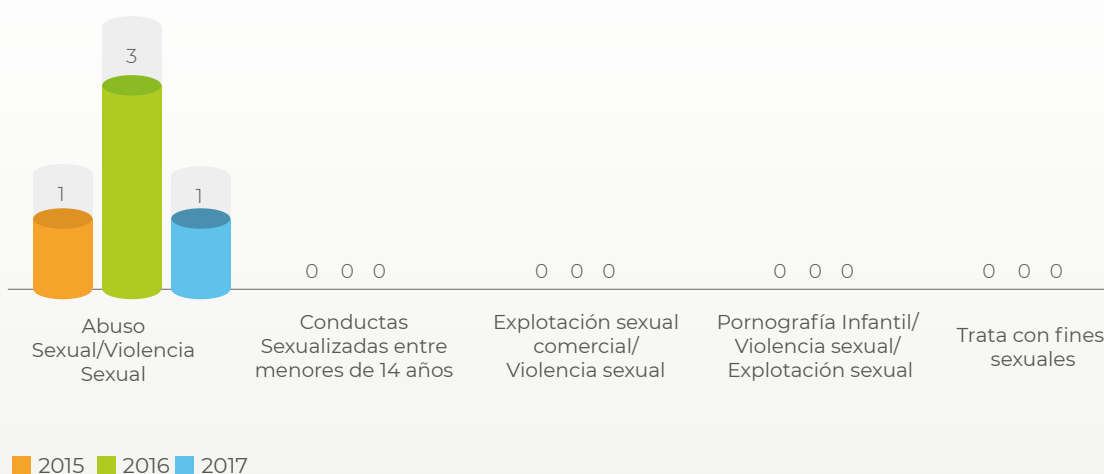 3
1
1
0 0 0
0 0 0
0 0 0
0 0 0
Abuso
Sexual/Violencia
Sexual
Conductas
Sexualizadas entre
menores de 14 años
Explotación sexual
comercial/
Violencia sexual
Pornografía Infantil/
Violencia sexual/
Explotación sexual
Trata con fines
sexuales
2015 2016 2017